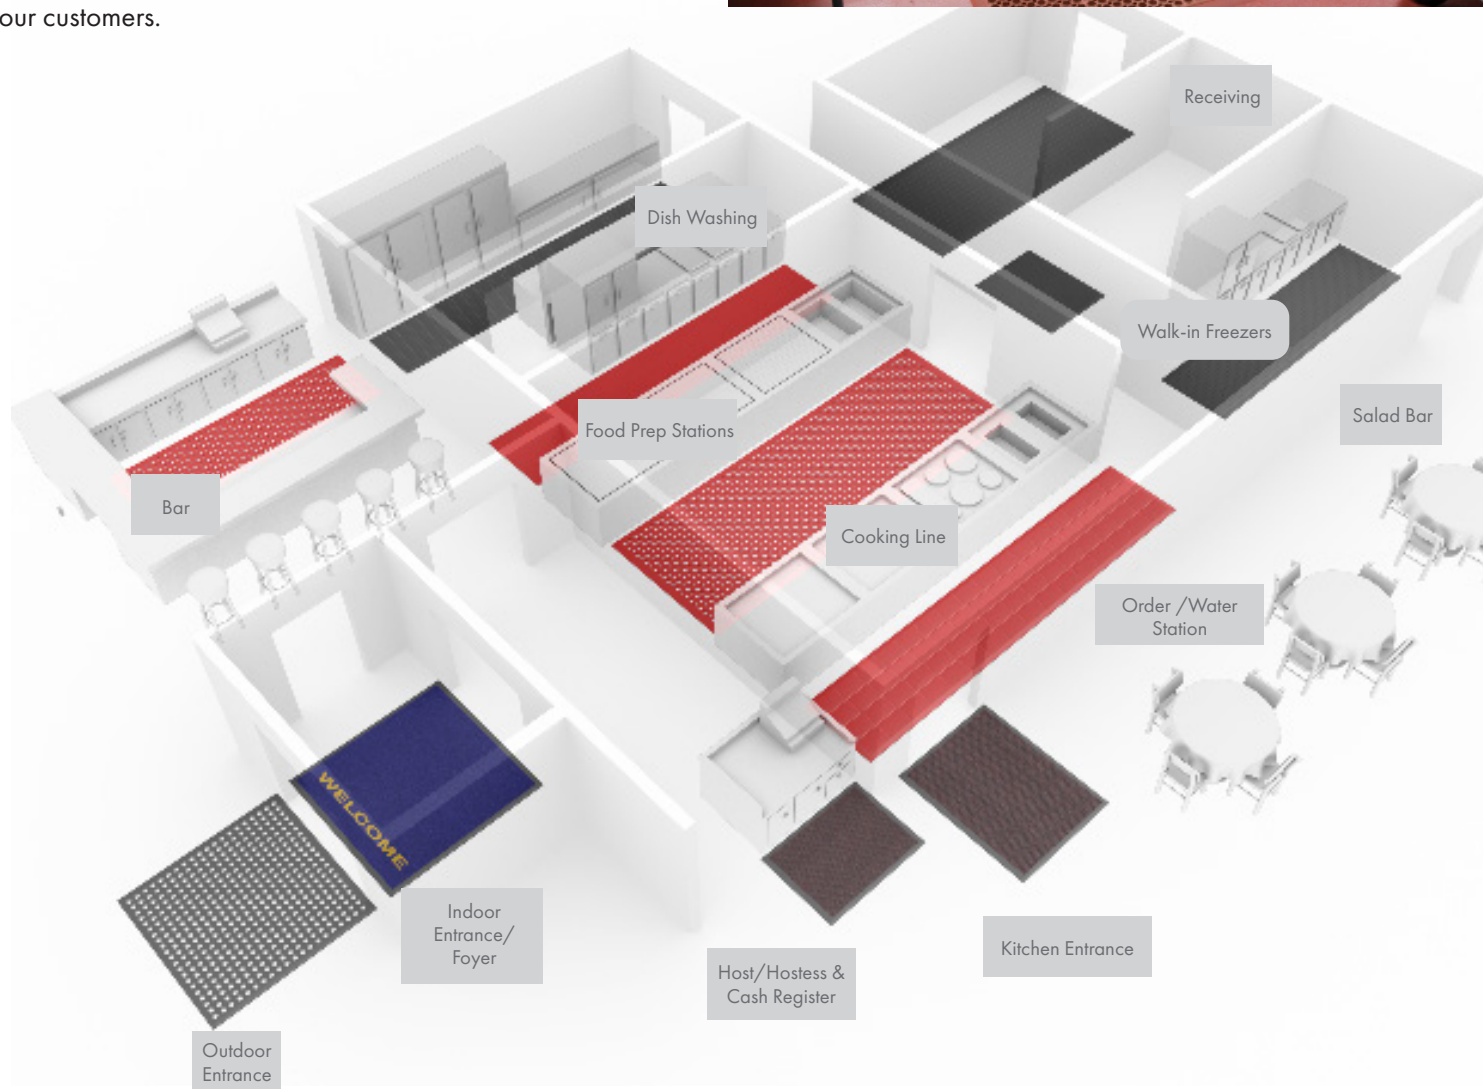 our customers.
Receiving
Dish Washing
Walk-in Freezers
Salad Bar
Food Prep Stations
Bar
Cooking Line
Order /Water
Station
WELCOME
Indoor
Entrance/
Foyer
Kitchen Entrance
Host/Hostess &
Cash Register
Outdoor
Entrance